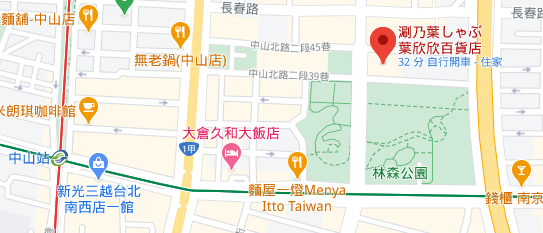 長春路
長春路
麵舖-中山店
無老鍋(中山店)
中山北路二段45巷
中山北路二段39巷
涮乃葉しゃぶ
葉欣欣百貨店
32 分 自行開車 - 住家
米朗琪咖啡館
大倉久和大飯店
1甲
中山站
新光三越台北
南西店一館
麵屋一燈Menya
Itto Taiwan
林森公園
錢櫃 南京